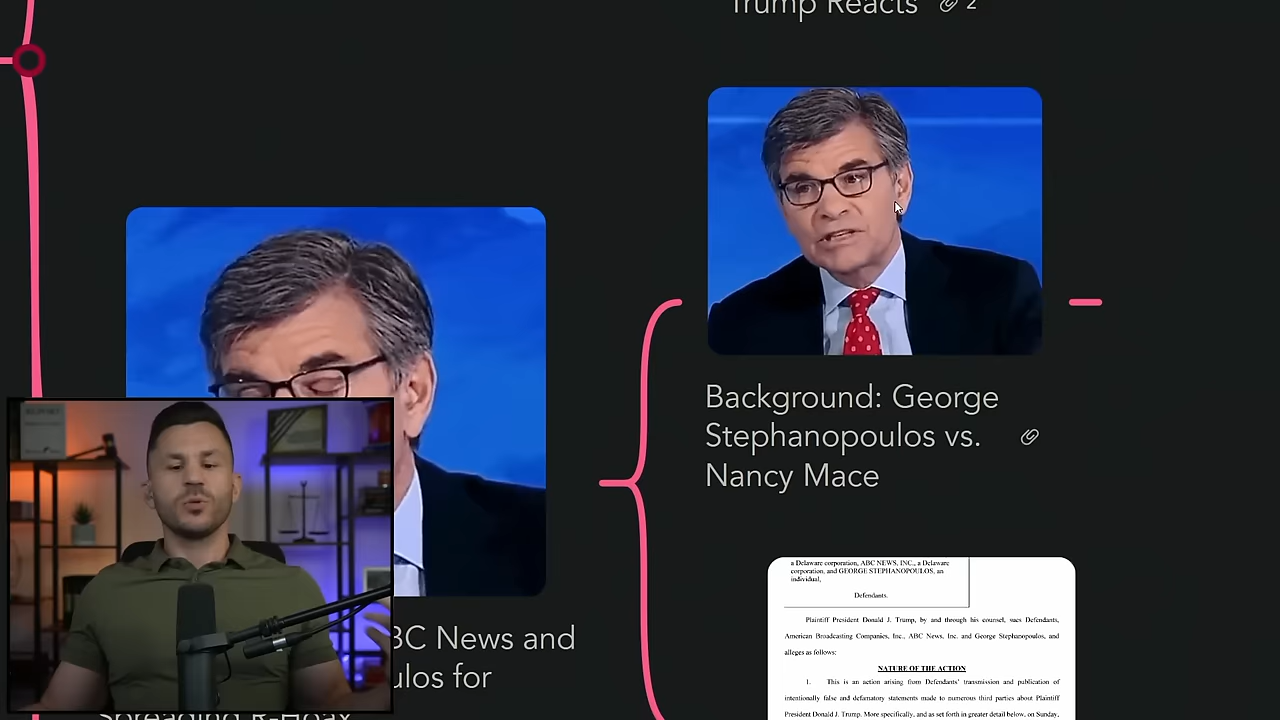 Trump Reacts 2
Background: George
Stephanopoulos vs.
Nancy Mace
BC News and
ulos for
Spreading R-Hoax
a Delaware corporation, ABC NEWS, INC., a Delaware
corporation, and GEORGE STEPHANOPOULOS, an
individual,
Defendants.
Plaintiff President Donald J. Trump, by and through his counsel, sues Defendants,
American Broadcasting Companies, Inc., ABC News, Inc. and George Stephanopoulos, and
alleges as follows:
NATURE OF THE ACTION
1. This is an action arising from Defendants' transmission and publication of
intentionally false and defamatory statements made to numerous third parties about Plaintiff
President Donald J. Trump. More specifically, and as set forth in greater detail below, on Sunday,